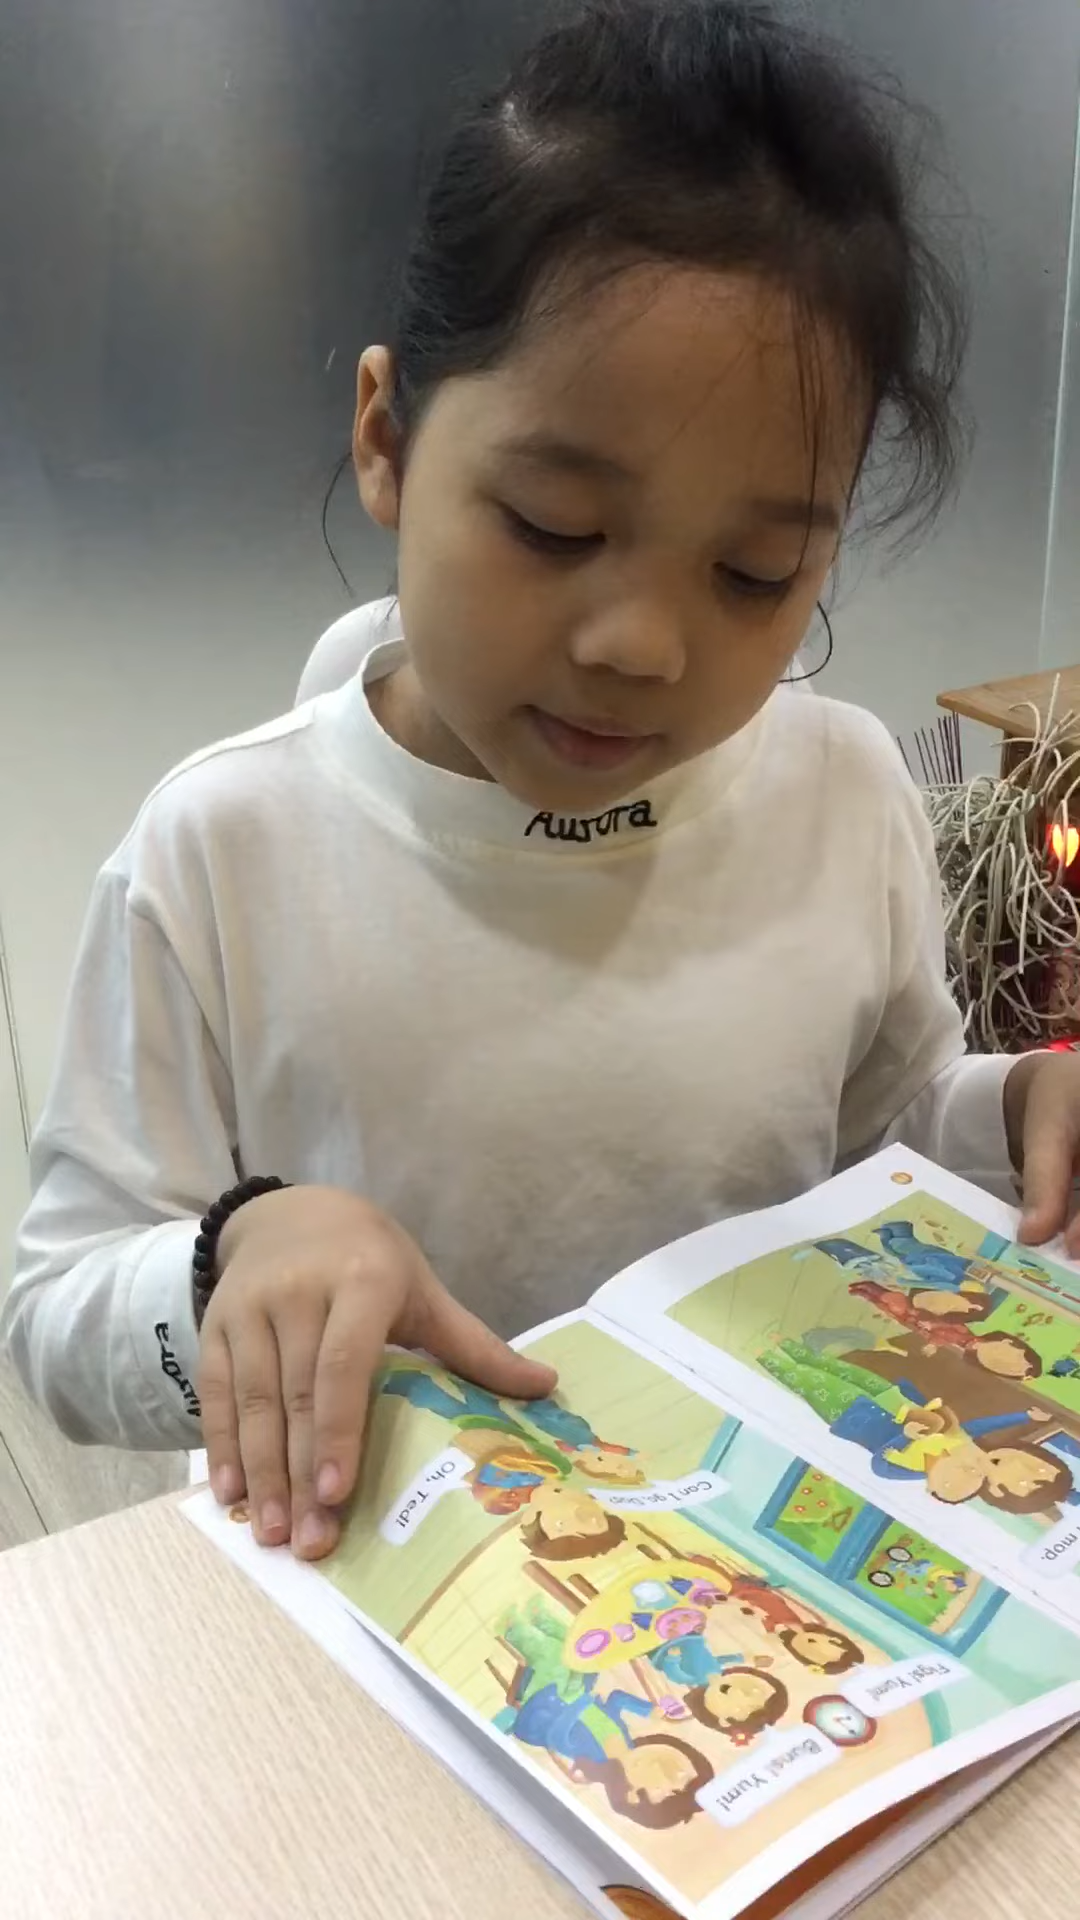 Aurora
Aurora
Oh, Ted!
Can I go, Dad?
Figs! Yum!
Buns! Yum!
mop.